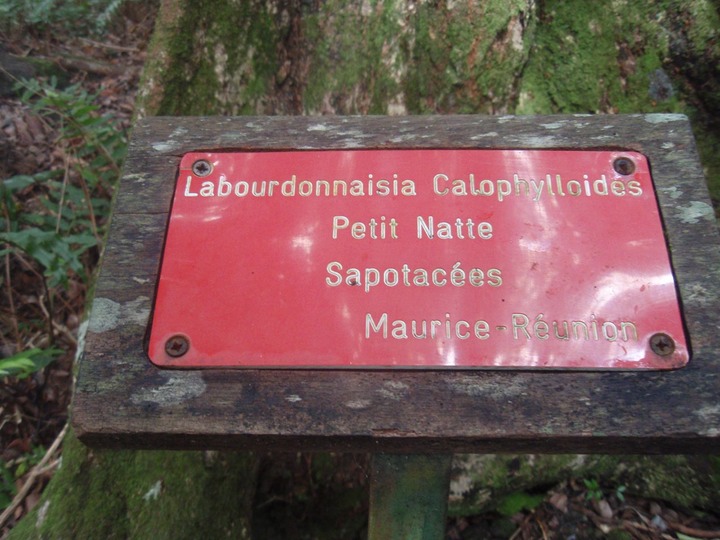 Labourdonnaisia Calophylloides
Petit Natte
Sapotacées
Maurice-Réunion